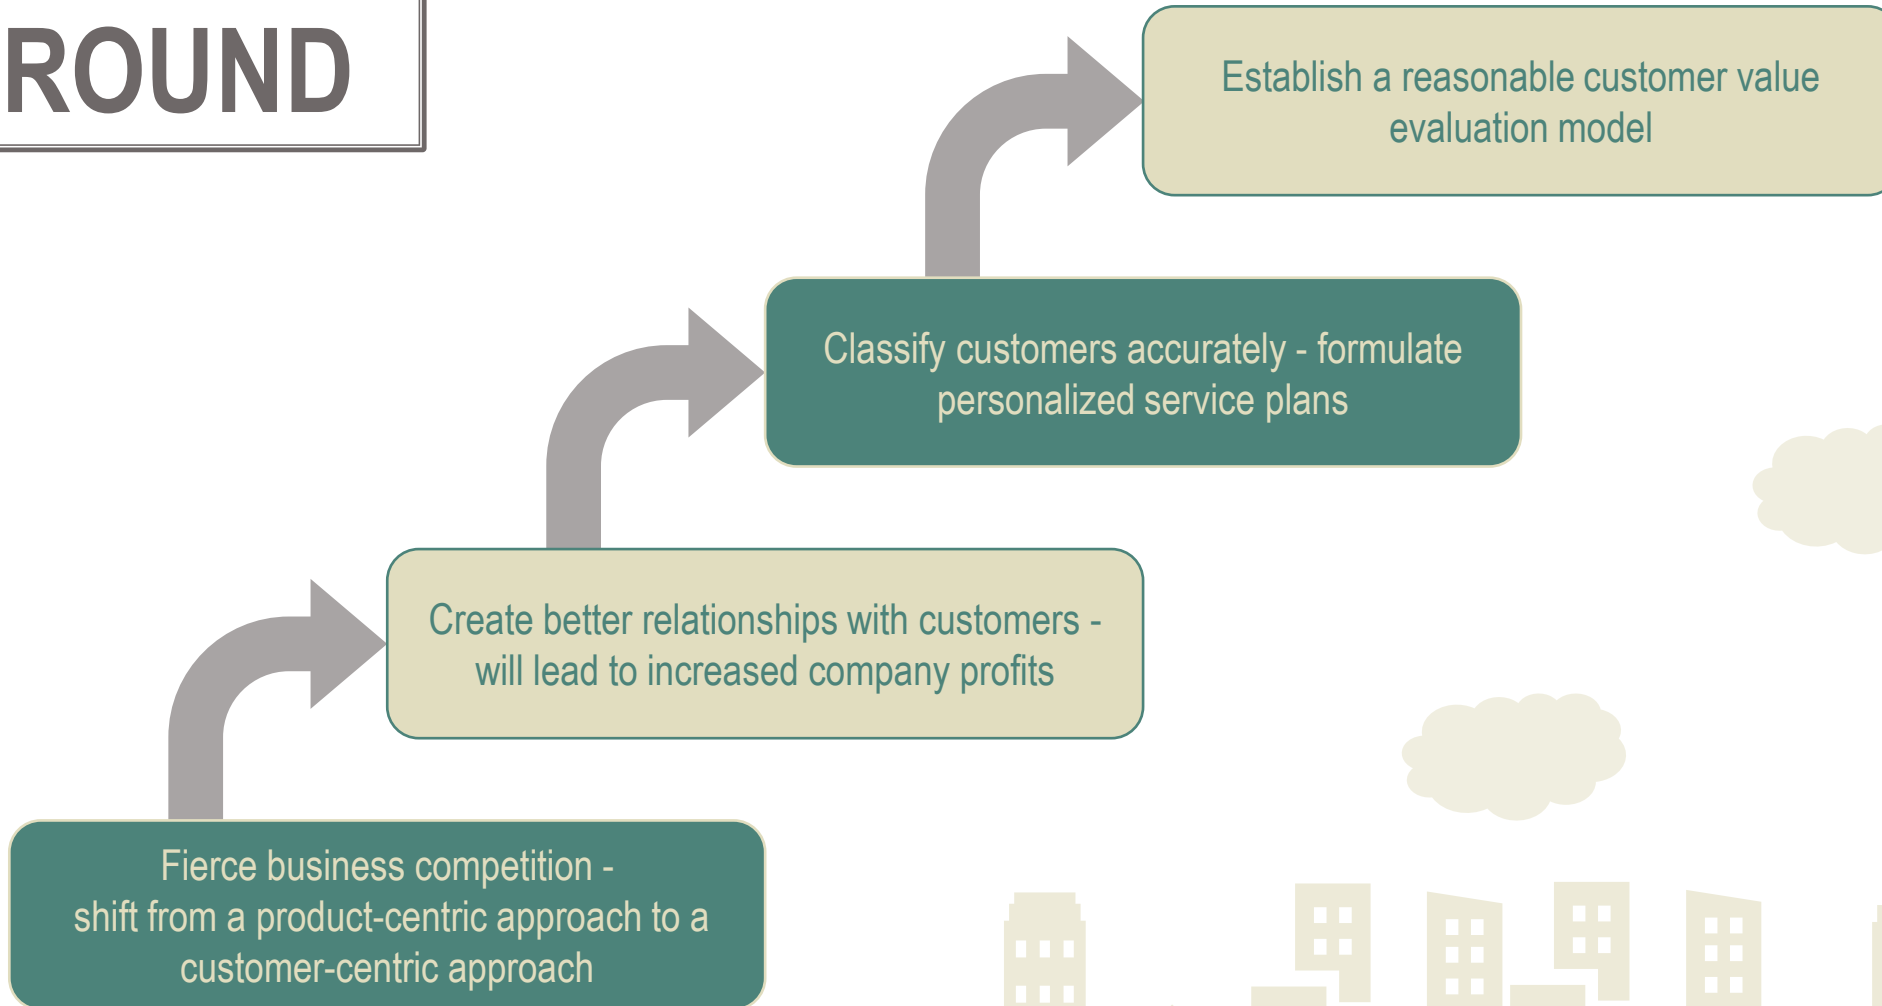 ROUND
Establish a reasonable customer value
evaluation model
Classify customers accurately - formulate
personalized service plans
Create better relationships with customers -
will lead to increased company profits
Fierce business competition -
shift from a product-centric approach to a
customer-centric approach